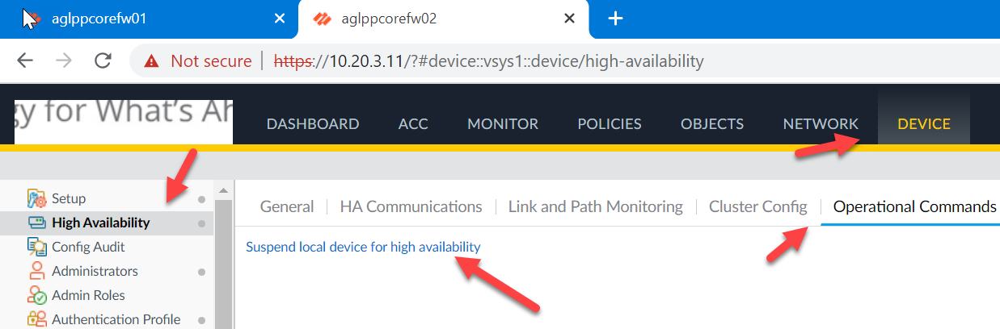 aglppcorefw01
aglppcorefw02
Not secure https://10.20.3.11/?#device::vsys1::device/high-availability
gy for What's Ah
DASHBOARD ACC MONITOR POLICIES OBJECTS NETWORK DEVICE
Setup
High Availability
Config Audit
Administrators
Admin Roles
Authentication Profile
General HA Communications Link and Path Monitoring Cluster Config Operational Commands
Suspend local device for high availability